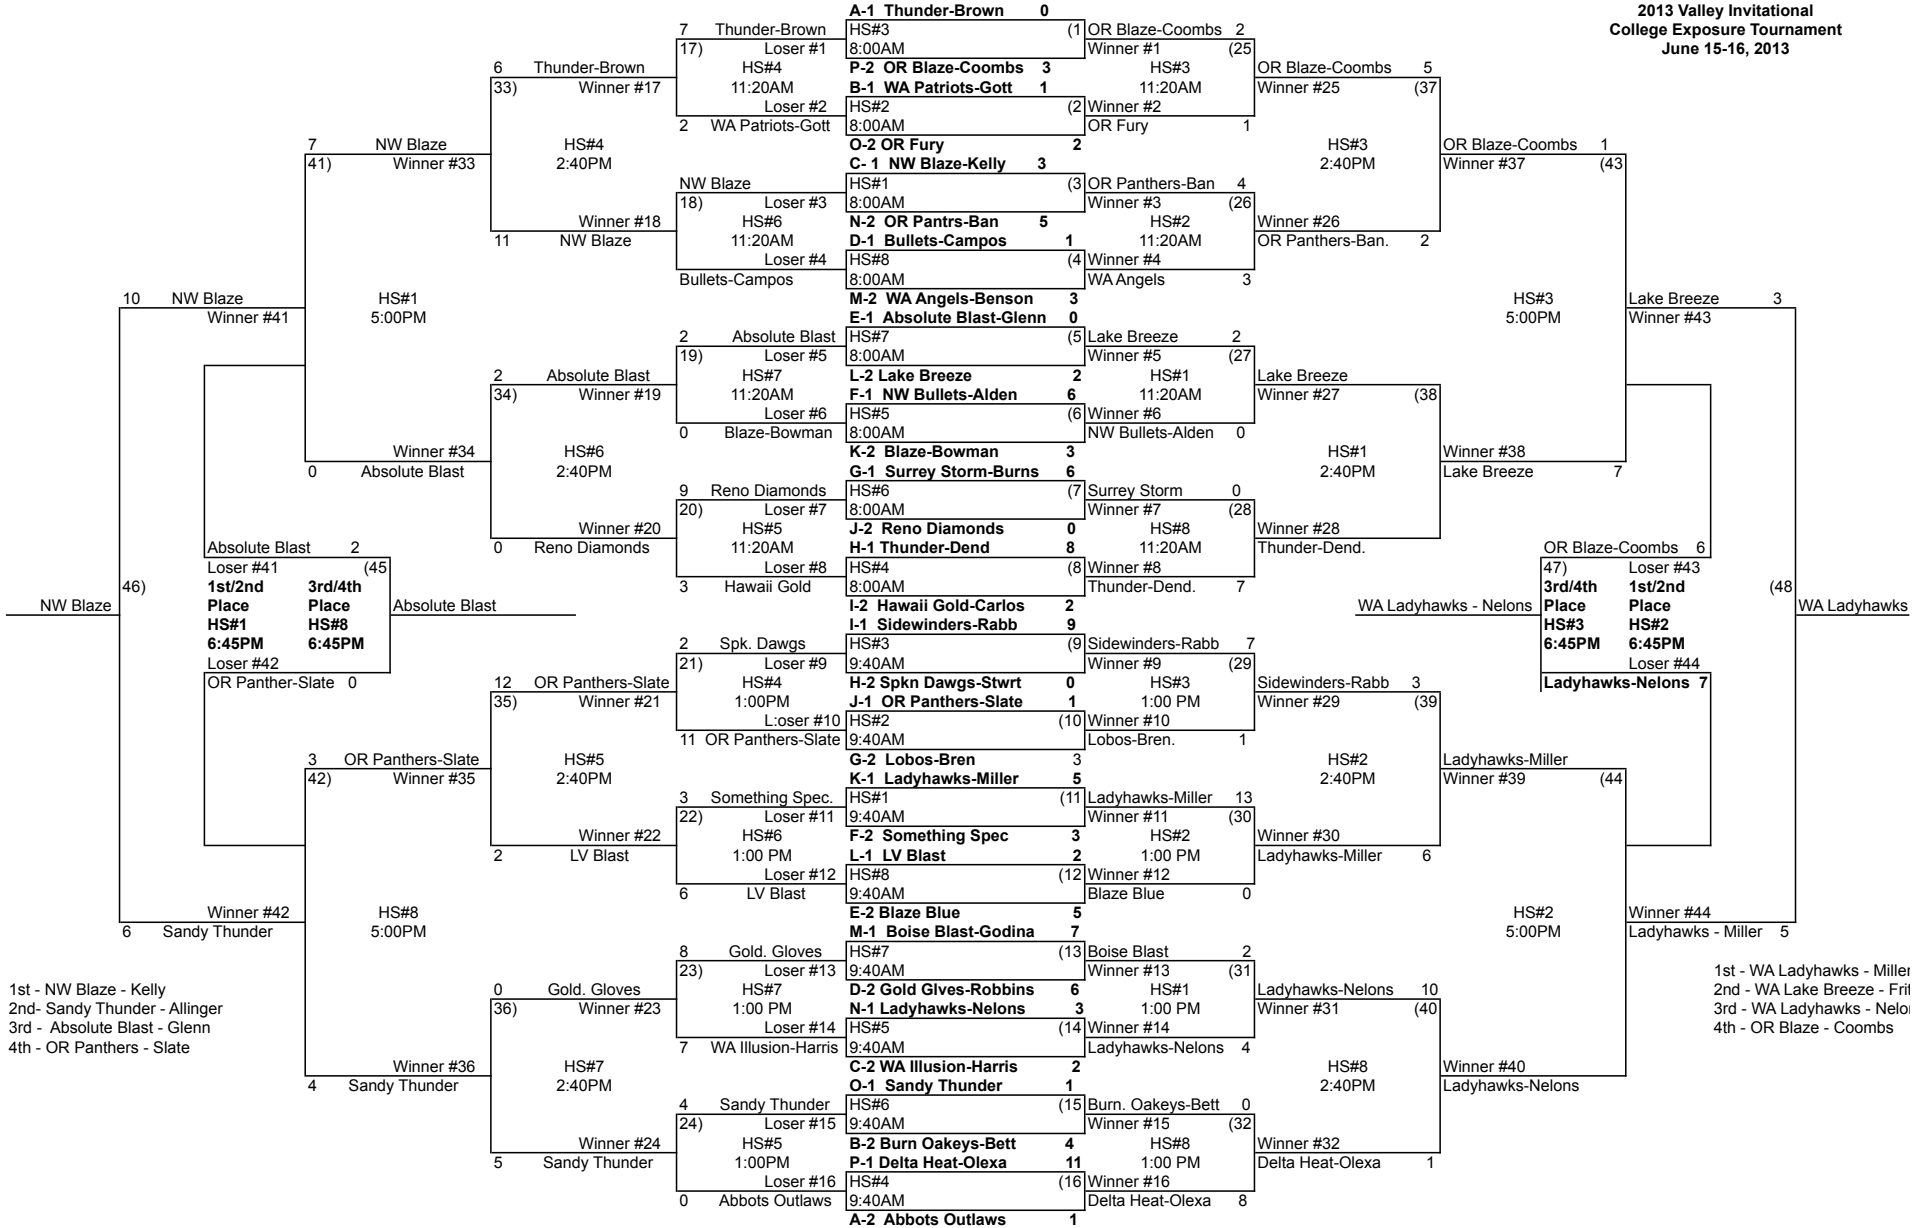 2013 Valley Invitational
College Exposure Tournament
June 15-16, 2013
10 NW Blaze
Winner #41
46)
NW Blaze
Winner #42
6 Sandy Thunder
1st - NW Blaze - Kelly
2nd- Sandy Thunder - Allinger
3rd - Absolute Blast - Glenn
4th - OR Panthers - Slate
Absolute Blast 2
Loser #41 (45
1st/2nd 3rd/4th
Place Place
HS#1 HS#8
6:45PM 6:45PM
Loser #42
OR Panther-Slate 0
Absolute Blast
7 NW Blaze
41) Winner #33
HS#1
5:00PM
Winner #34
0 Absolute Blast
3 OR Panthers-Slate
42) Winner #35
HS#8
5:00PM
Winner #36
4 Sandy Thunder
6 Thunder-Brown
33) Winner #17
HS#4
2:40PM
Winner #18
11 NW Blaze
2 Absolute Blast
34) Winner #19
HS#6
2:40PM
Winner #20
0 Reno Diamonds
12 OR Panthers-Slate
35) Winner #21
HS#5
2:40PM
Winner #22
2 LV Blast
0 Gold. Gloves
36) Winner #23
HS#7
2:40PM
Winner #24
5 Sandy Thunder
7 Thunder-Brown
17) Loser #1
HS#4
11:20AM
Loser #2
2 WA Patriots-Gott
NW Blaze
18) Loser #3
HS#6
11:20AM
Loser #4
Bullets-Campos
2 Absolute Blast
19) Loser #5
HS#7
11:20AM
Loser #6
0 Blaze-Bowman
9 Reno Diamonds
20) Loser #7
HS#5
11:20AM
Loser #8
3 Hawaii Gold
2 Spk. Dawgs
21) Loser #9
HS#4
1:00PM
L:oser #10
11 OR Panthers-Slate
3 Something Spec.
22) Loser #11
HS#6
1:00 PM
Loser #12
6 LV Blast
8 Gold. Gloves
23) Loser #13
HS#7
1:00 PM
Loser #14
7 WA Illusion-Harris
4 Sandy Thunder
24) Loser #15
HS#5
1:00PM
Loser #16
0 Abbots Outlaws
A-1 Thunder-Brown 0
HS#3 (1
8:00AM
P-2 OR Blaze-Coombs 3
B-1 WA Patriots-Gott 1
HS#2 (2
8:00AM
O-2 OR Fury 2
C- 1 NW Blaze-Kelly 3
HS#1 (3
8:00AM
N-2 OR Pantrs-Ban 5
D-1 Bullets-Campos 1
HS#8 (4
8:00AM
M-2 WA Angels-Benson 3
E-1 Absolute Blast-Glenn 0
HS#7 (5
8:00AM
L-2 Lake Breeze 2
F-1 NW Bullets-Alden 6
HS#5 (6
8:00AM
K-2 Blaze-Bowman 3
G-1 Surrey Storm-Burns 6
HS#6 (7
8:00AM
J-2 Reno Diamonds 0
H-1 Thunder-Dend 8
HS#4 (8
8:00AM
I-2 Hawaii Gold-Carlos 2
I-1 Sidewinders-Rabb 9
HS#3 (9
9:40AM
H-2 Spkn Dawgs-Stwrt 0
J-1 OR Panthers-Slate 1
HS#2 (10
9:40AM
G-2 Lobos-Bren 3
K-1 Ladyhawks-Miller 5
HS#1 (11
9:40AM
F-2 Something Spec 3
L-1 LV Blast 2
HS#8 (12
9:40AM
E-2 Blaze Blue 5
M-1 Boise Blast-Godina 7
HS#7 (13
9:40AM
D-2 Gold Glves-Robbins 6
N-1 Ladyhawks-Nelons 3
HS#5 (14
9:40AM
C-2 WA Illusion-Harris 2
O-1 Sandy Thunder 1
HS#6 (15
9:40AM
B-2 Burn Oakeys-Bett 4
P-1 Delta Heat-Olexa 11
HS#4 (16
9:40AM
A-2 Abbots Outlaws 1
OR Blaze-Coombs 2
Winner #1 (25
HS#3
11:20AM
Winner #2
OR Fury 1
OR Panthers-Ban 4
Winner #3 (26
HS#2
11:20AM
Winner #4
WA Angels 3
Lake Breeze 2
Winner #5 (27
HS#1
11:20AM
Winner #6
NW Bullets-Alden 0
Surrey Storm 0
Winner #7 (28
HS#8
11:20AM
Winner #8
Thunder-Dend. 7
Sidewinders-Rabb 7
Winner #9 (29
HS#3
1:00 PM
Winner #10
Lobos-Bren. 1
Ladyhawks-Miller 13
Winner #11 (30
HS#2
1:00 PM
Winner #12
Blaze Blue 0
Boise Blast 2
Winner #13 (31
HS#1
1:00 PM
Winner #14
Ladyhawks-Nelons 4
Burn. Oakeys-Bett 0
Winner #15 (32
HS#8
1:00 PM
Winner #16
Delta Heat-Olexa 8
OR Blaze-Coombs 5
Winner #25 (37
HS#3
2:40PM
Winner #26
OR Panthers-Ban. 2
Lake Breeze
Winner #27 (38
HS#1
2:40PM
Winner #28
Thunder-Dend.
Sidewinders-Rabb 3
Winner #29 (39
HS#2
2:40PM
Winner #30
Ladyhawks-Miller 6
Ladyhawks-Nelons 10
Winner #31 (40
HS#8
2:40PM
Winner #32
Delta Heat-Olexa 1
OR Blaze-Coombs 1
Winner #37 (43
HS#3
5:00PM
Winner #38
Lake Breeze 7
Ladyhawks-Miller
Winner #39 (44
HS#2
5:00PM
Winner #40
Ladyhawks-Nelons
WA Ladyhawks - Nelons
OR Blaze-Coombs 6
47) Loser #43
3rd/4th 1st/2nd
Place Place
HS#3 HS#2
6:45PM 6:45PM
Loser #44
Ladyhawks-Nelons 7
Lake Breeze 3
Winner #43
(48
WA Ladyhawks
Winner #44
Ladyhawks - Miller 5
1st - WA Ladyhawks - Miller
2nd - WA Lake Breeze - Frit
3rd - WA Ladyhawks - Nelo
4th - OR Blaze - Coombs